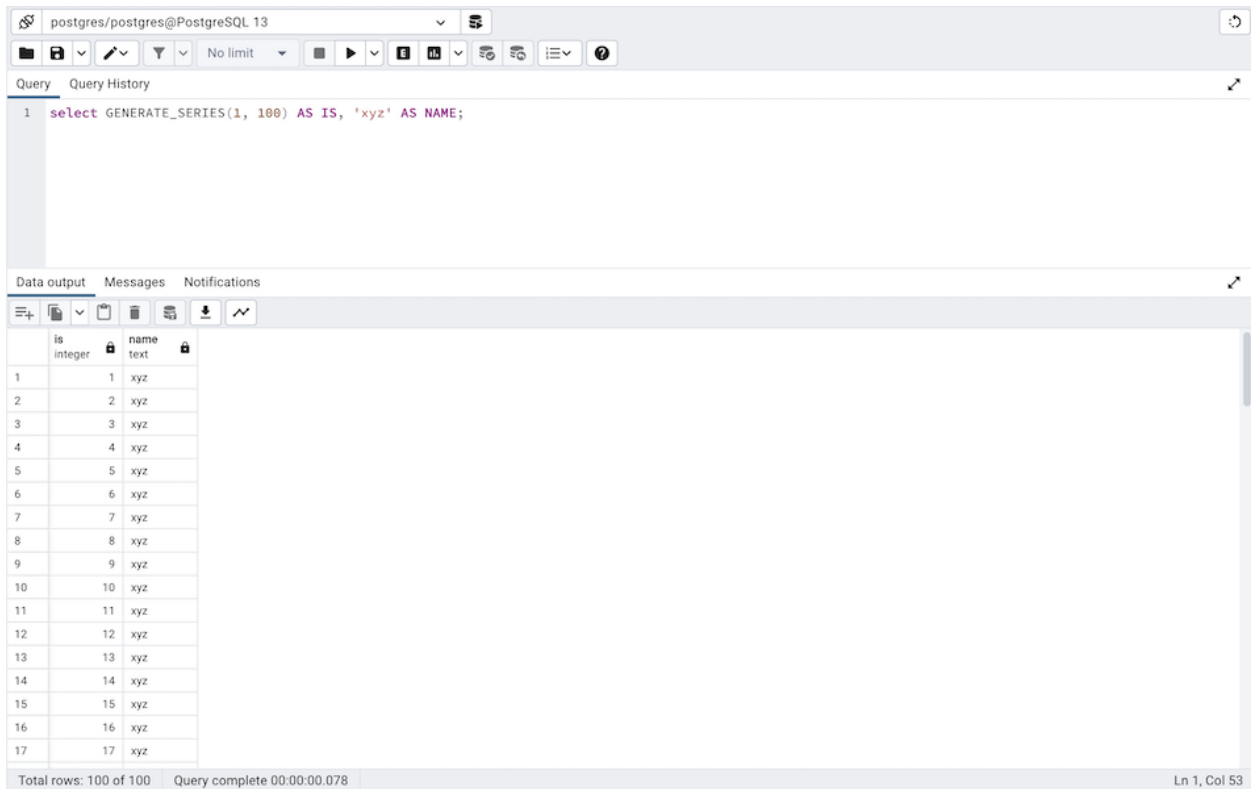 postgres/postgres@PostgreSQL 13
No limit
Query Query History
1 select GENERATE_SERIES(1, 100) AS IS, 'xyz' AS NAME;
Data output Messages Notifications
is name
integer text
1 1 xyz
2 2 xyz
3 3 xyz
4 4 xyz
5 5 xyz
6 6 xyz
7 7 xyz
8 8 xyz
9 9 xyz
10 10 xyz
11 11 xyz
12 12 xyz
13 13 xyz
14 14 xyz
15 15 xyz
16 16 xyz
17 17 xyz
Total rows: 100 of 100 Query complete 00:00:00.078 Ln 1, Col 53